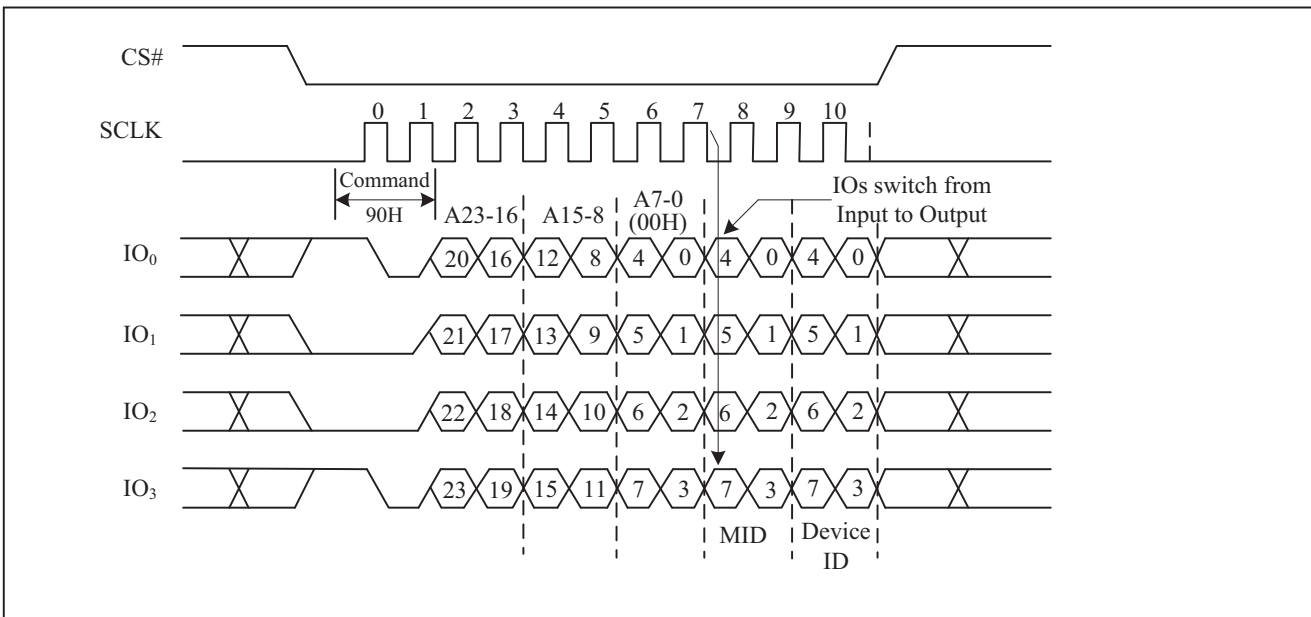 CS#
0 1 2 3 4 5 6 7 8 9 10
SCLK
Command
90H
A23-16 A15-8 A7-0
(00H)
IOs switch from
Input to Output
IO0 20 16 12 8 4 0 4 0 4 0
IO1 21 17 13 9 5 1 5 1 5 1
IO2 22 18 14 10 6 2 6 2 6 2
IO3 23 19 15 11 7 3 7 3 7 3
MID Device
ID